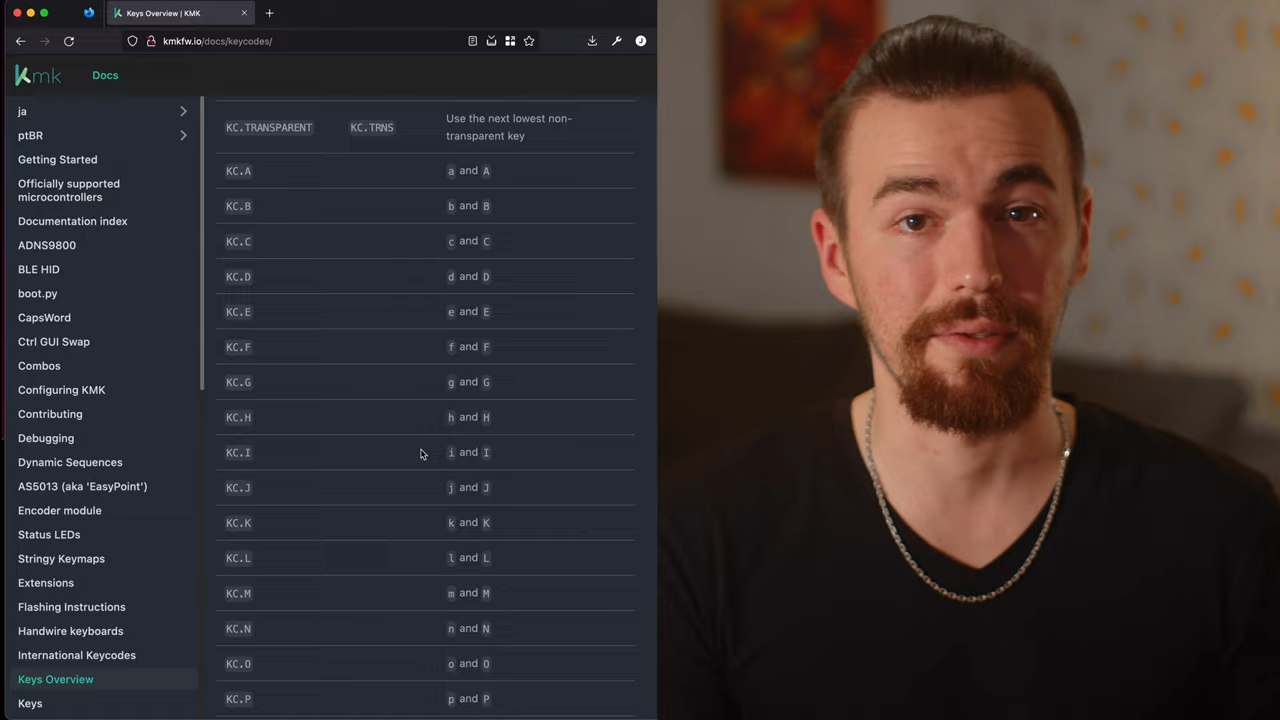 Keys Overview | KMK
kmkfw.io/docs/keycodes/
J
kmk
Docs
ja
ptBR
Getting Started
Officially supported
microcontrollers
Documentation index
ADNS9800
BLE HID
boot.py
CapsWord
Ctrl GUI Swap
Combos
Configuring KMK
Contributing
Debugging
Dynamic Sequences
AS5013 (aka 'EasyPoint')
Encoder module
Status LEDs
Stringy Keymaps
Extensions
Flashing Instructions
Handwire keyboards
International Keycodes
Keys Overview
Keys
KC.TRANSPARENT KC.TRNS Use the next lowest non-
transparent key
KC.A a and A
KC.B b and B
KC.C c and C
KC.D d and D
KC.E e and E
KC.F f and F
KC.G g and G
KC.H h and H
KC.I i and I
KC.J j and J
KC.K k and K
KC.L l and L
KC.M m and M
KC.N n and N
KC.O o and O
KC.P p and P